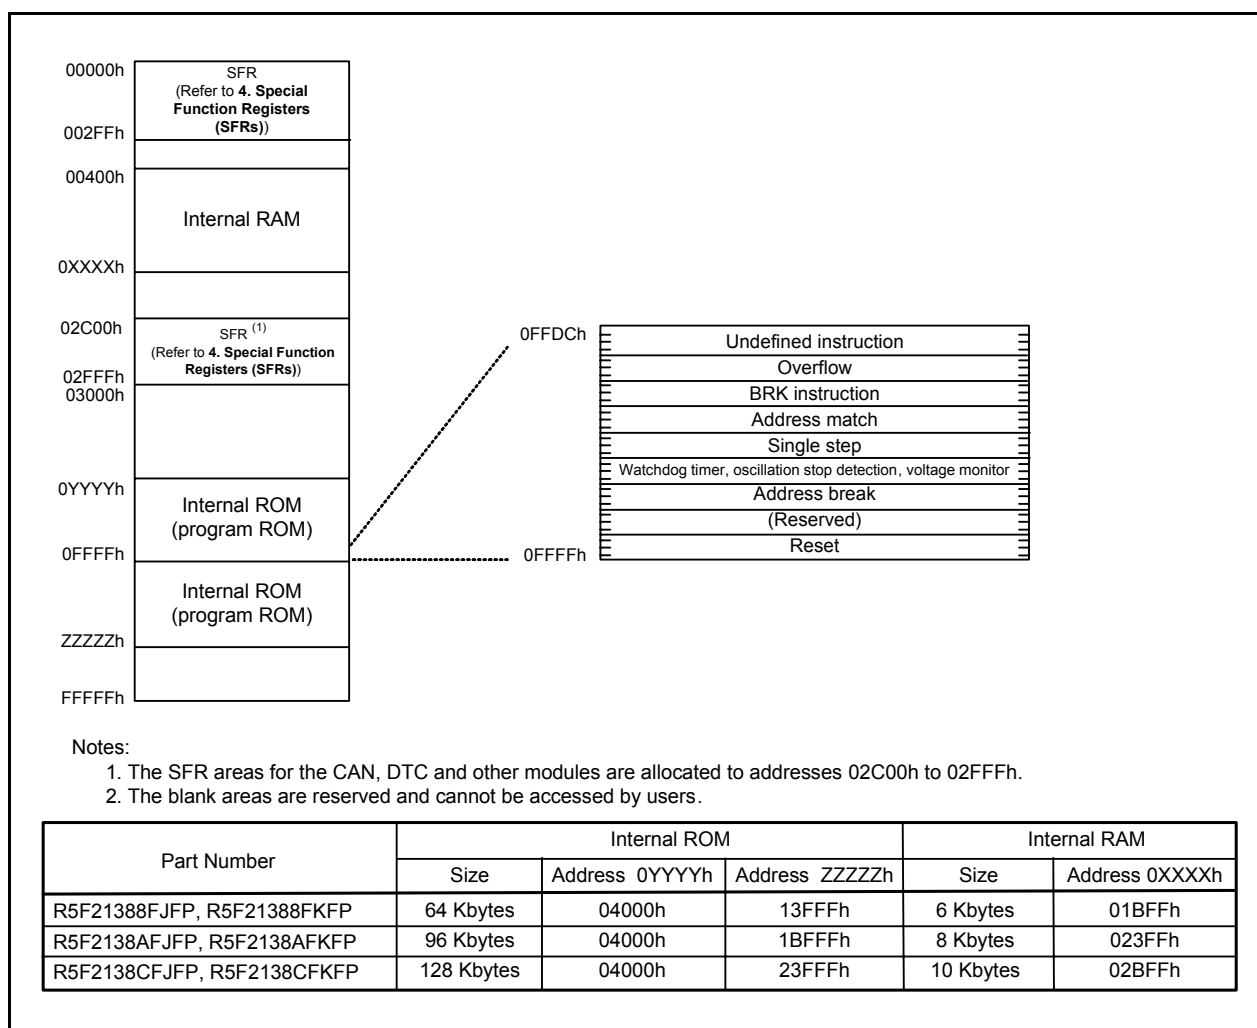 00000h
SFR
(Refer to 4. Special
Function Registers
(SFRs))
002FFh
00400h
Internal RAM
0XXXXh
02C00h
SFR (1)
(Refer to 4. Special Function
Registers (SFRs))
02FFFh
03000h
0YYYYh
Internal ROM
(program ROM)
0FFFFh
Internal ROM
(program ROM)
ZZZZZh
FFFFFh
0FFDCh
Undefined instruction
Overflow
BRK instruction
Address match
Single step
Watchdog timer, oscillation stop detection, voltage monitor
Address break
(Reserved)
Reset
0FFFFh
Notes:
1. The SFR areas for the CAN, DTC and other modules are allocated to addresses 02C00h to 02FFFh.
2. The blank areas are reserved and cannot be accessed by users.
Part Number Internal ROM Internal RAM
Size Address 0YYYYh Address ZZZZZh Size Address 0XXXXh
R5F21388FJFP, R5F21388FKFP 64 Kbytes 04000h 13FFFh 6 Kbytes 01BFFh
R5F2138AFJFP, R5F2138AFKFP 96 Kbytes 04000h 1BFFFh 8 Kbytes 023FFh
R5F2138CFJFP, R5F2138CFKFP 128 Kbytes 04000h 23FFFh 10 Kbytes 02BFFh